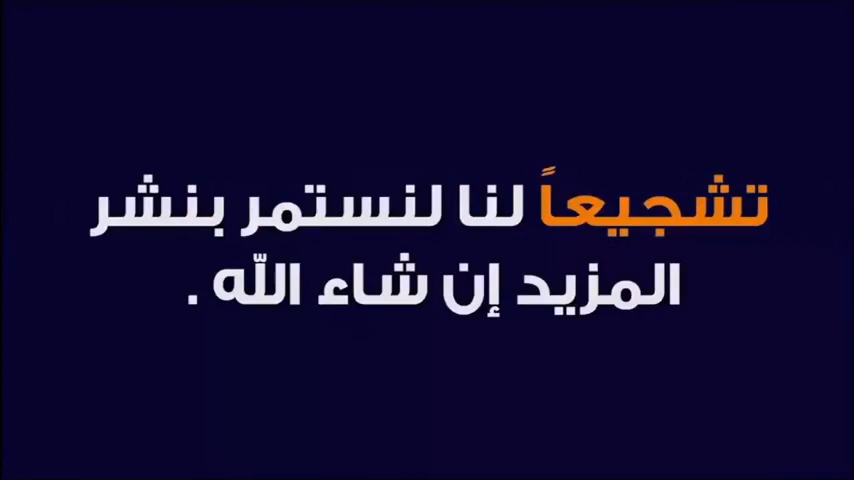 تشجيعاً لنا لنستمر بنشر
المزيد إن شاء الله .